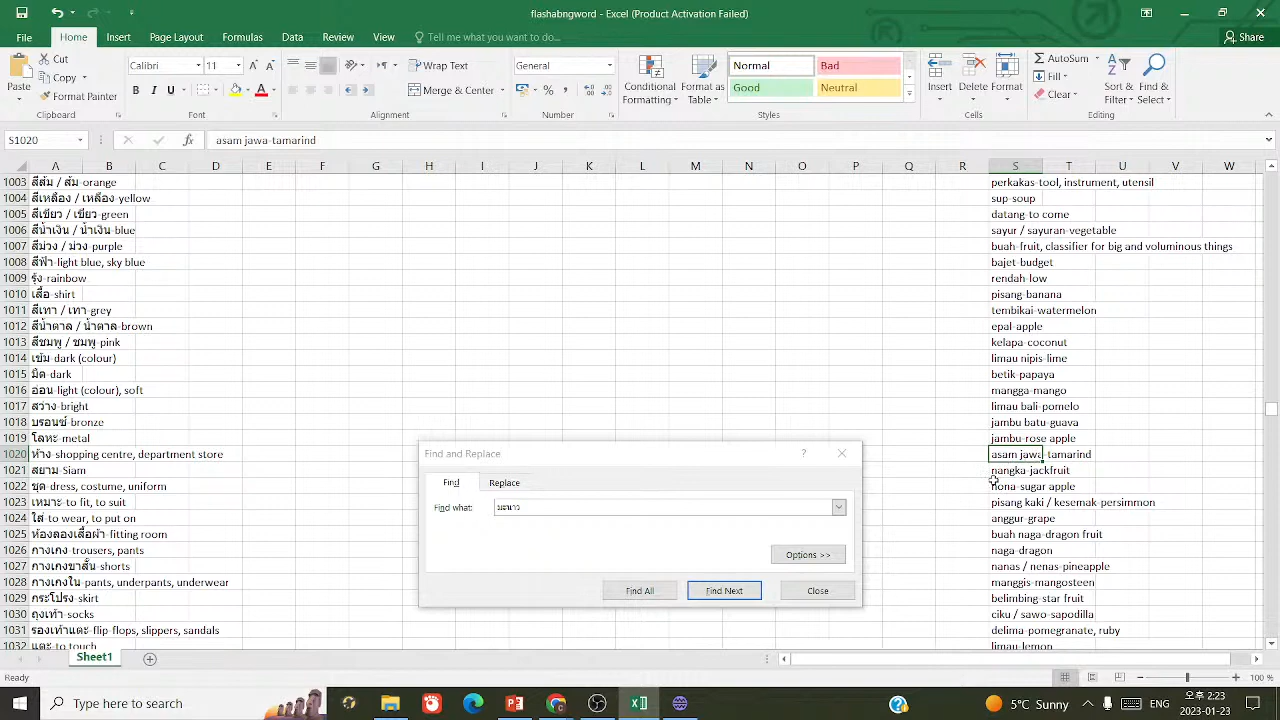 flashabngword - Excel (Product Activation Failed)
File Home Insert Page Layout Formulas Data Review View Tell me what you want to do... Share
Paste Cut Copy Format Painter
Calibri 11
Wrap Text
Merge & Center
General
Conditional Formatting Format as Table
Normal Bad
Good Neutral
Insert Delete Format
AutoSum Fill Clear
Sort & Filter Find & Select
Clipboard Font Alignment Number Styles Cells Editing
S1020 asam jawa-tamarind
A B C D E F G H I J K L M N O P Q R S T U V W
1003 สีส้ม / ส้ม-orange perkakas-tool, instrument, utensil
1004 สีเหลือง / เหลือง-yellow sup-soup
1005 สีเขียว / เขียว-green datang-to come
1006 สีน้ำเงิน / น้ำเงิน-blue sayur / sayuran-vegetable
1007 สีม่วง / ม่วง-purple buah-fruit, classifier for big and voluminous things
1008 สีฟ้า-light blue, sky blue bajet-budget
1009 รุ้ง-rainbow rendah-low
1010 เสื้อ-shirt pisang-banana
1011 สีเทา / เทา-grey tembikai-watermelon
1012 สีน้ำตาล / น้ำตาล-brown epal-apple
1013 สีชมพู / ชมพู-pink kelapa-coconut
1014 เข้ม-dark (colour) limau nipis-lime
1015 มืด-dark betik-papaya
1016 อ่อน-light (colour), soft mangga-mango
1017 สว่าง-bright limau bali-pomelo
1018 บรอนซ์-bronze jambu batu-guava
1019 โลหะ-metal jambu-rose apple
1020 ห้าง-shopping centre, department store asam jawa-tamarind
1021 สยาม-Siam nangka-jackfruit
1022 ชุด-dress, costume, uniform nona-sugar apple
1023 เหมาะ-to fit, to suit pisang kaki / kesemak-persimmon
1024 ใส่-to wear, to put on anggur-grape
1025 ห้องลองเสื้อผ้า-fitting room buah naga-dragon fruit
1026 กางเกง-trousers, pants naga-dragon
1027 กางเกงขาสั้น-shorts nanas / nenas-pineapple
1028 กางเกงใน-pants, underpants, underwear manggis-mangosteen
1029 กระโปรง-skirt belimbing-star fruit
1030 ถุงเท้า-socks ciku / sawo-sapodilla
1031 รองเท้าแตะ-flip-flops, slippers, sandals delima-pomegranate, ruby
1032 แตะ-to touch limau-lemon
Find and Replace
Find Replace
Find what: มะนาว
Options >>
Find All Find Next Close
Sheet1
Ready 100 %
Type here to search
5°C Sunny ENG 오후 2:23
2023-01-23